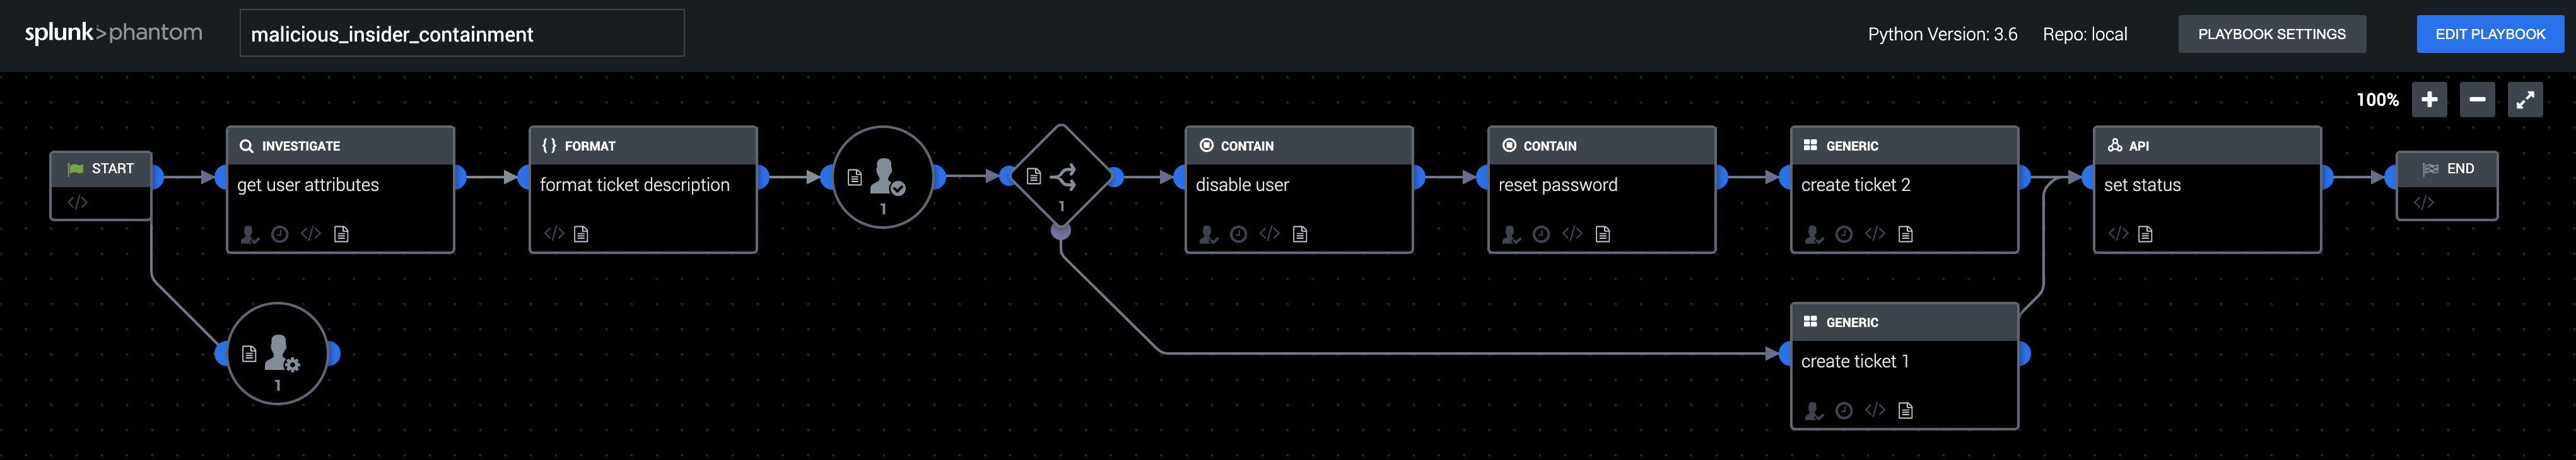 splunk>phantom
malicious_insider_containment
Python Version: 3.6
Repo: local
PLAYBOOK SETTINGS
EDIT PLAYBOOK
100%
START
</>
INVESTIGATE
get user attributes
</>
{ } FORMAT
format ticket description
</>
1
1
CONTAIN
disable user
</>
CONTAIN
reset password
</>
GENERIC
create ticket 2
</>
API
set status
</>
END
</>
1
GENERIC
create ticket 1
</>